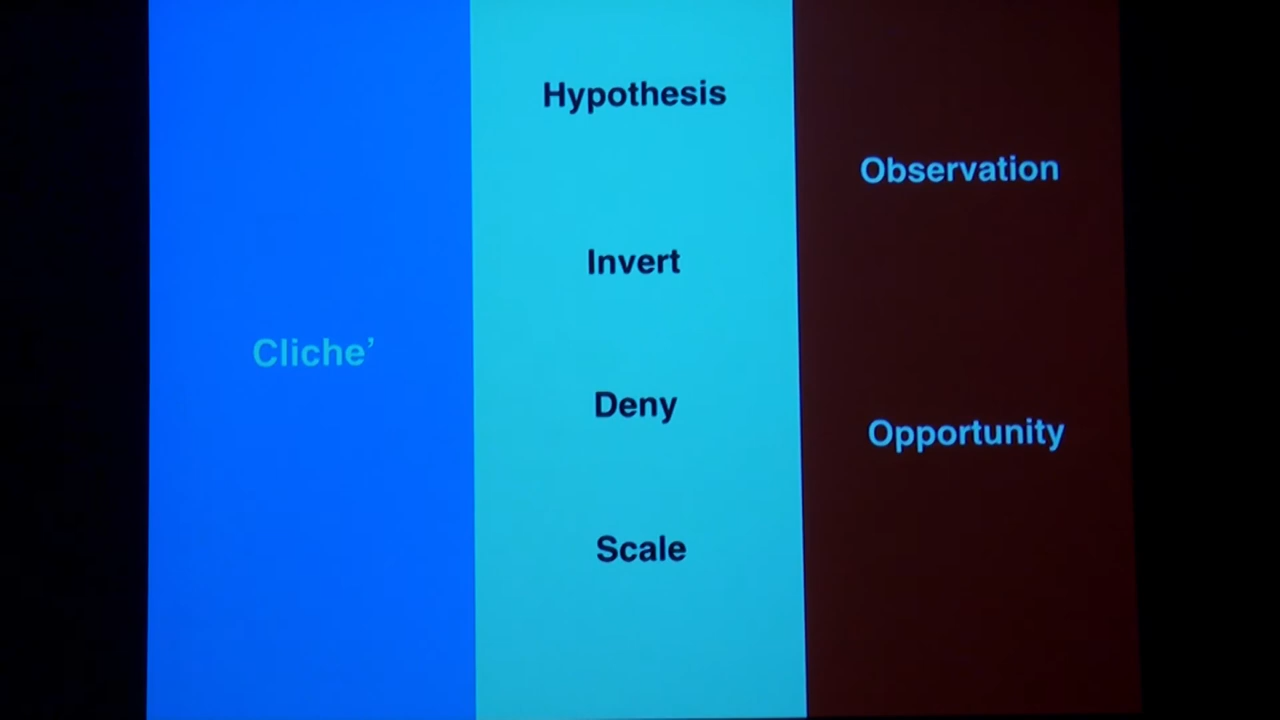 Cliche’
Hypothesis
Invert
Deny
Scale
Observation
Opportunity